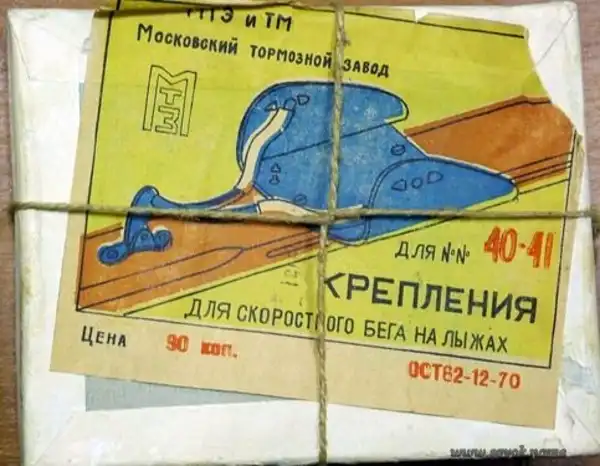 и ТМ
Московский тормозной завод
МТЗ
для №№ 40-41
КРЕПЛЕНИЯ
ДЛЯ СКОРОСТНОГО БЕГА НА ЛЫЖАХ
Цена 90 коп.
ОСТ62-12-70